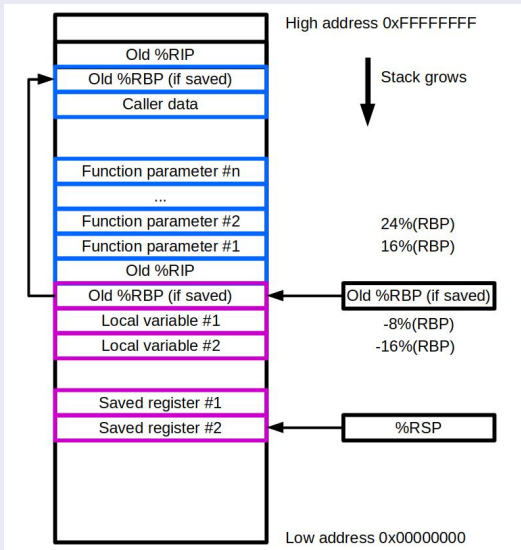 High address 0xFFFFFFFF
Old %RIP
Old %RBP (if saved)
Stack grows
Caller data
Function parameter #n
...
Function parameter #2
24%(RBP)
Function parameter #1
16%(RBP)
Old %RIP
Old %RBP (if saved)
Old %RBP (if saved)
Local variable #1
-8%(RBP)
Local variable #2
-16%(RBP)
Saved register #1
Saved register #2
%RSP
Low address 0x00000000